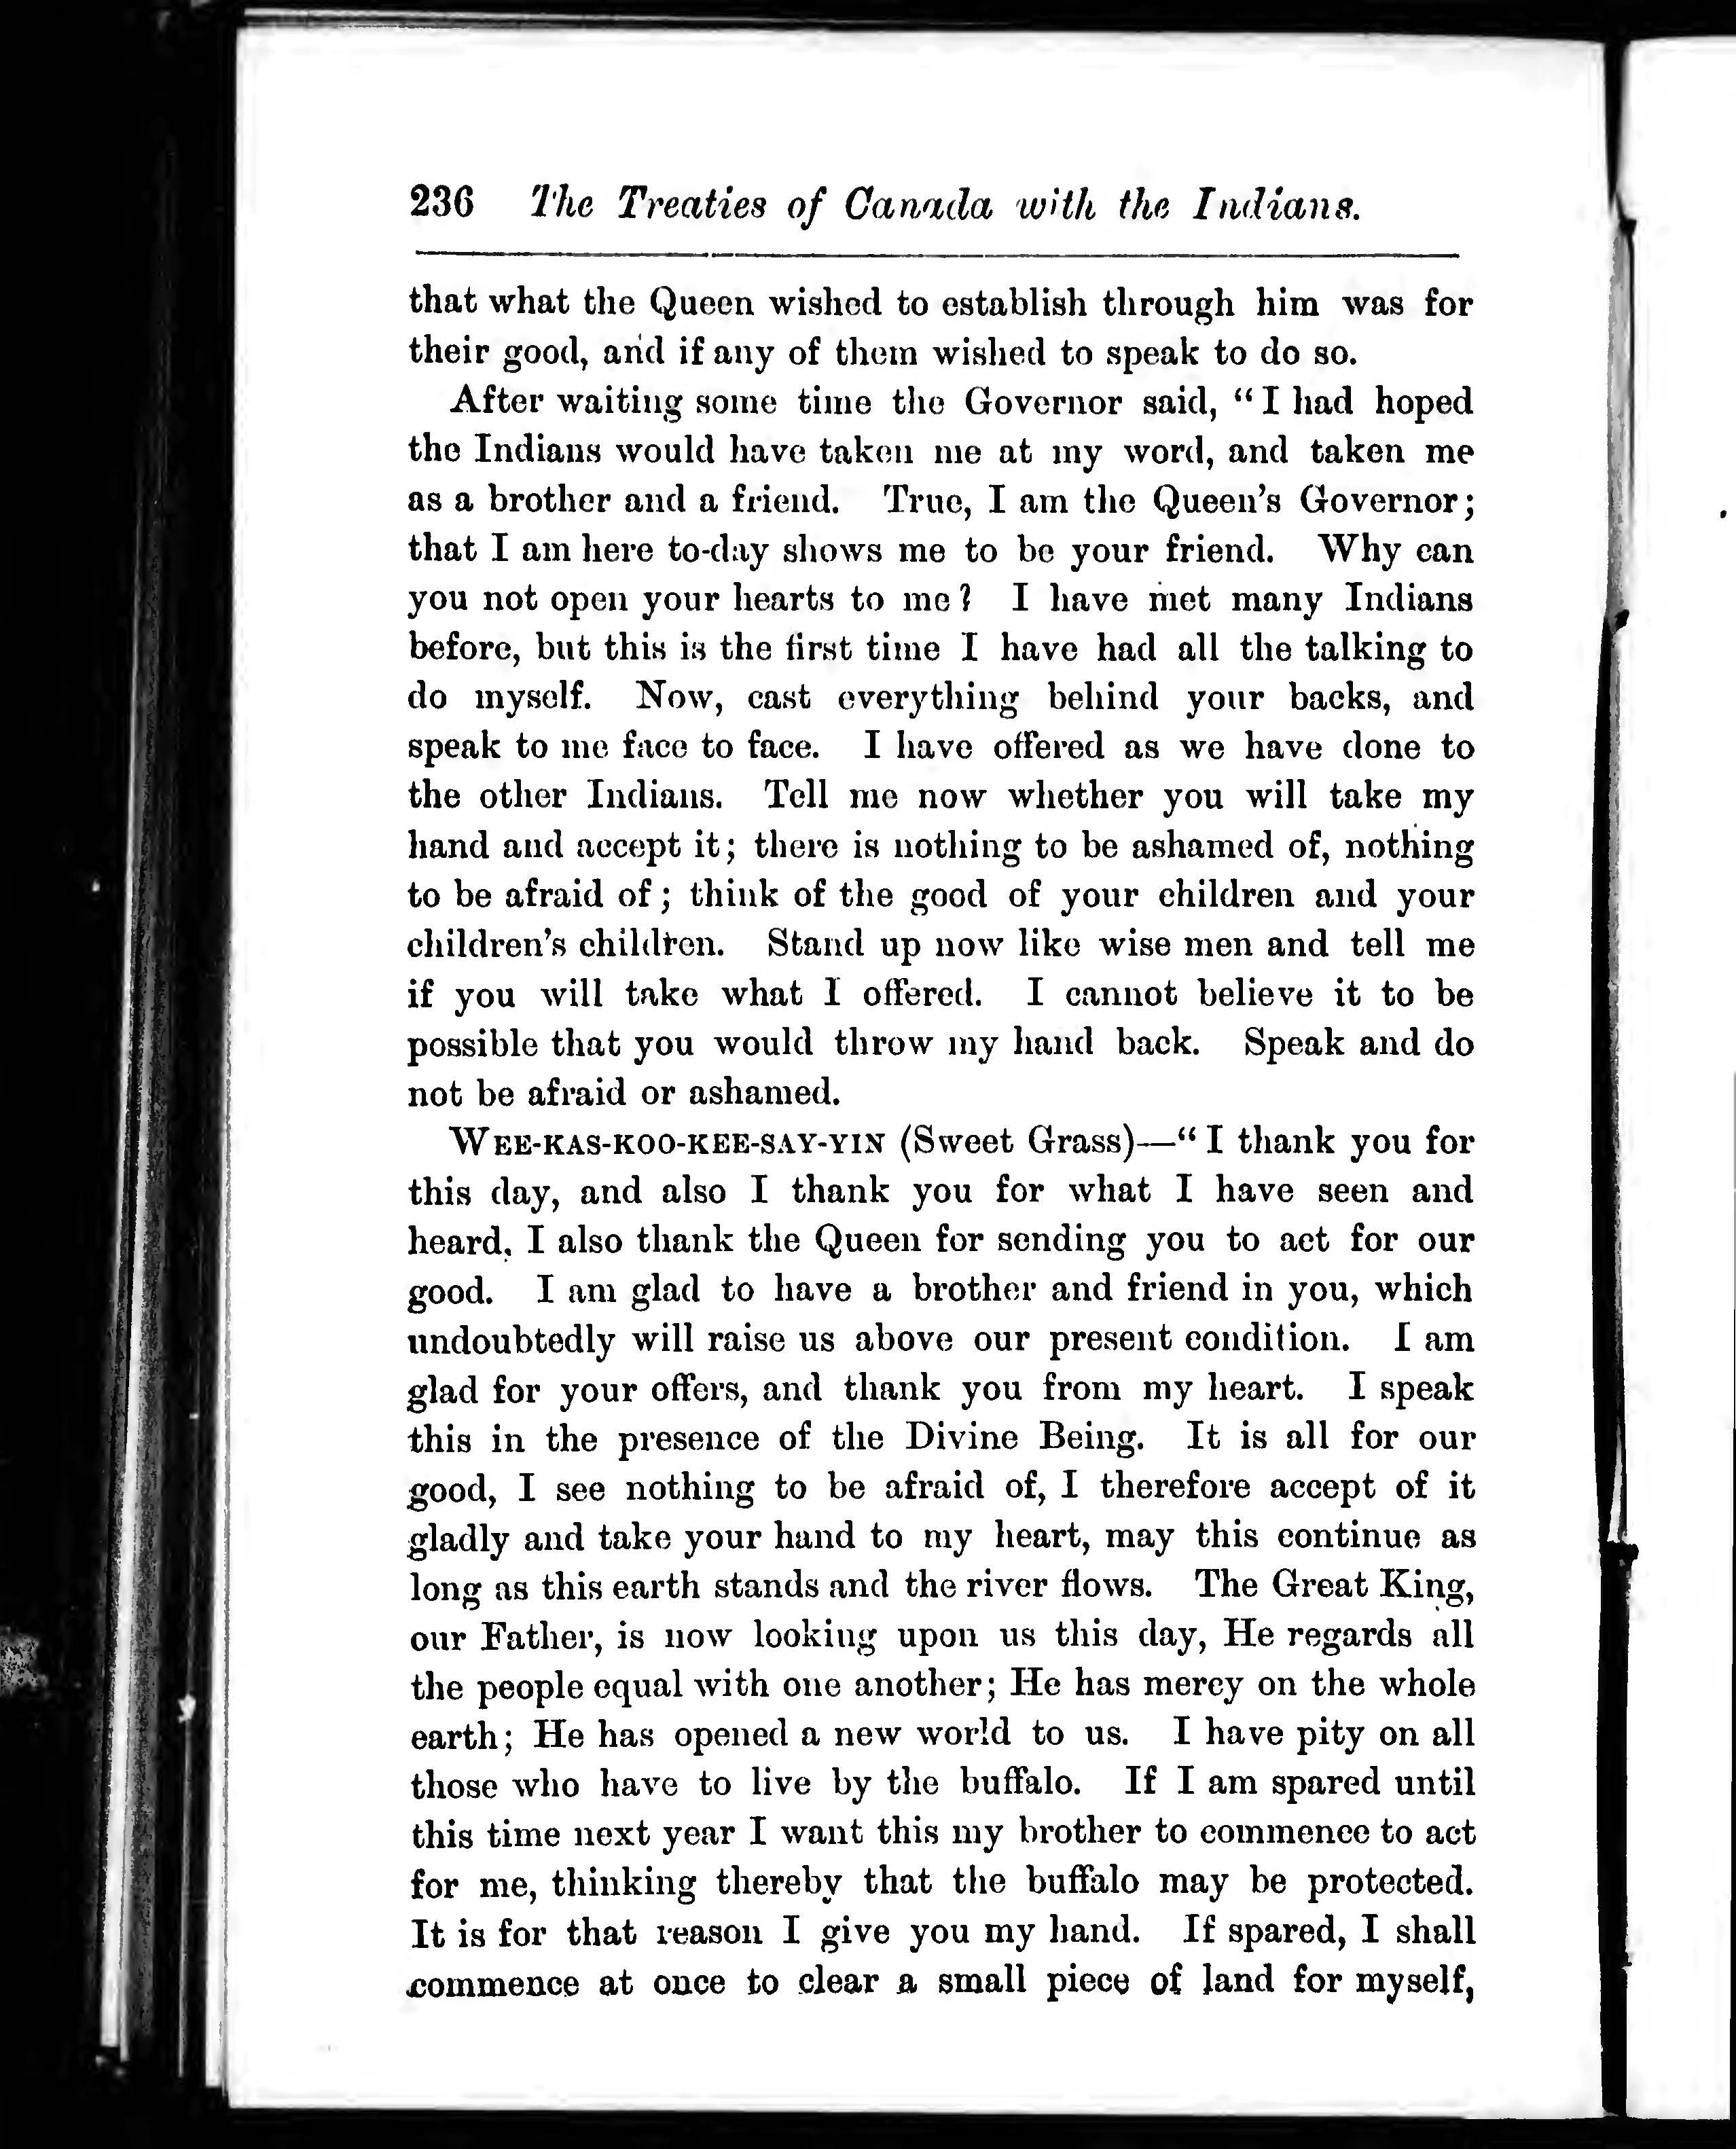 236 The Treaties of Canada with the Indians.
that what the Queen wished to establish through him was for
their good, and if any of them wished to speak to do so.
After waiting some time the Governor said, “I had hoped
the Indians would have taken me at my word, and taken me
as a brother and a friend. True, I am the Queen's Governor;
that I am here to-day shows me to be your friend. Why can
you not open your hearts to me? I have met many Indians
before, but this is the first time I have had all the talking to
do myself. Now, cast everything behind your backs, and
speak to me face to face. I have offered as we have done to
the other Indians. Tell me now whether you will take my
hand and accept it; there is nothing to be ashamed of, nothing
to be afraid of; think of the good of your children and your
children's children. Stand up now like wise men and tell me
if you will take what I offered. I cannot believe it to be
possible that you would throw my hand back. Speak and do
not be afraid or ashamed.
WEE-KAS-KOO-KEE-SAY-YIN (Sweet Grass)—“I thank you for
this day, and also I thank you for what I have seen and
heard, I also thank the Queen for sending you to act for our
good. I am glad to have a brother and friend in you, which
undoubtedly will raise us above our present condition. I am
glad for your offers, and thank you from my heart. I speak
this in the presence of the Divine Being. It is all for our
good, I see nothing to be afraid of, I therefore accept of it
gladly and take your hand to my heart, may this continue as
long as this earth stands and the river flows. The Great King,
our Father, is now looking upon us this day, He regards all
the people equal with one another; He has mercy on the whole
earth; He has opened a new world to us. I have pity on all
those who have to live by the buffalo. If I am spared until
this time next year I want this my brother to commence to act
for me, thinking thereby that the buffalo may be protected.
It is for that reason I give you my hand. If spared, I shall
commence at once to clear a small piece of land for myself,